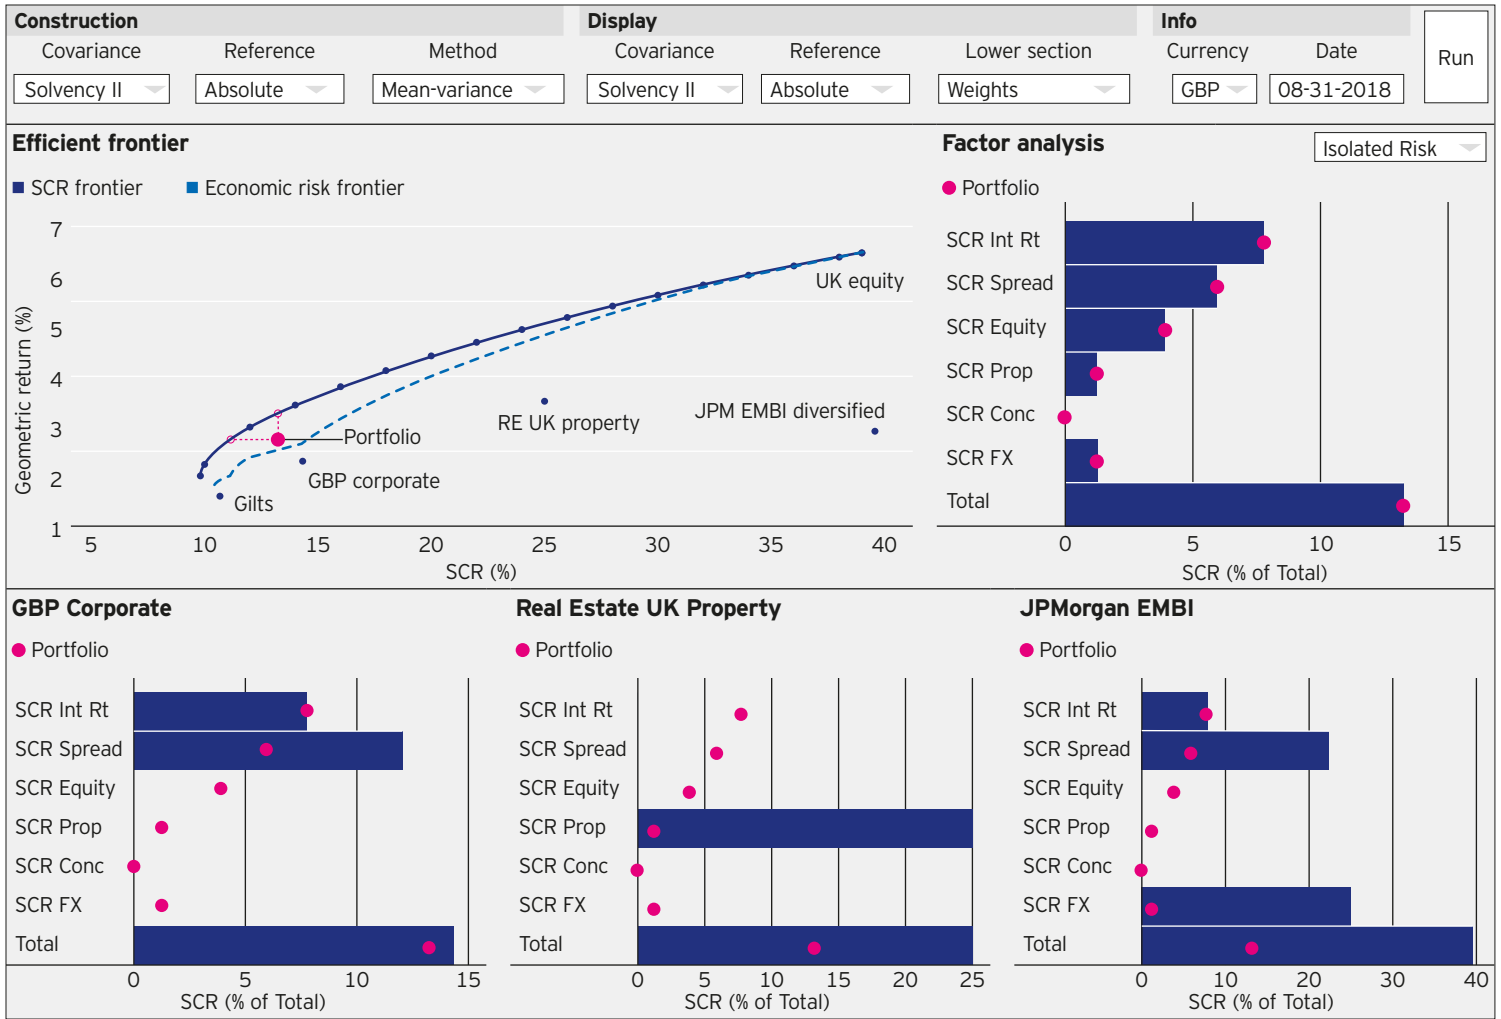 Construction
Display
Info
Covariance Reference Method
Covariance Reference Lower section
Currency Date
Run
Solvency II Absolute Mean-variance
Solvency II Absolute Weights
GBP 08-31-2018
Efficient frontier
SCR frontier Economic risk frontier
Geometric return (%)
7
6
5
4
3
2
1
UK equity
RE UK property
JPM EMBI diversified
Portfolio
GBP corporate
Gilts
5 10 15 20 25 30 35 40
SCR (%)
Factor analysis
Isolated Risk
Portfolio
SCR Int Rt
SCR Spread
SCR Equity
SCR Prop
SCR Conc
SCR FX
Total
0 5 10 15
SCR (% of Total)
GBP Corporate
Portfolio
SCR Int Rt
SCR Spread
SCR Equity
SCR Prop
SCR Conc
SCR FX
Total
0 5 10 15
SCR (% of Total)
Real Estate UK Property
Portfolio
SCR Int Rt
SCR Spread
SCR Equity
SCR Prop
SCR Conc
SCR FX
Total
0 5 10 15 20 25
SCR (% of Total)
JPMorgan EMBI
Portfolio
SCR Int Rt
SCR Spread
SCR Equity
SCR Prop
SCR Conc
SCR FX
Total
0 10 20 30 40
SCR (% of Total)